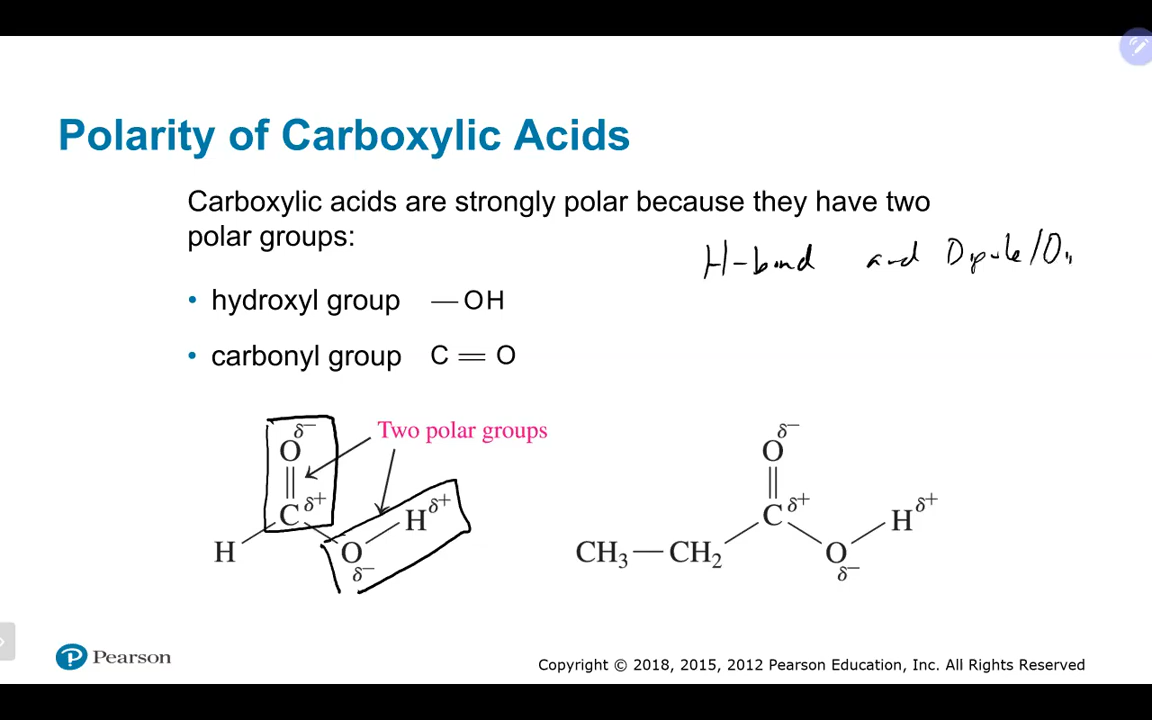 Polarity of Carboxylic Acids
Carboxylic acids are strongly polar because they have two
polar groups:
H-bond and Dipole/Di
• hydroxyl group —OH
• carbonyl group C=O
Two polar groups
δ−
O
C δ+
H δ+
H
O
δ−
δ−
O
C δ+
H δ+
CH₃—CH₂
O
δ−
Pearson
Copyright © 2018, 2015, 2012 Pearson Education, Inc. All Rights Reserved